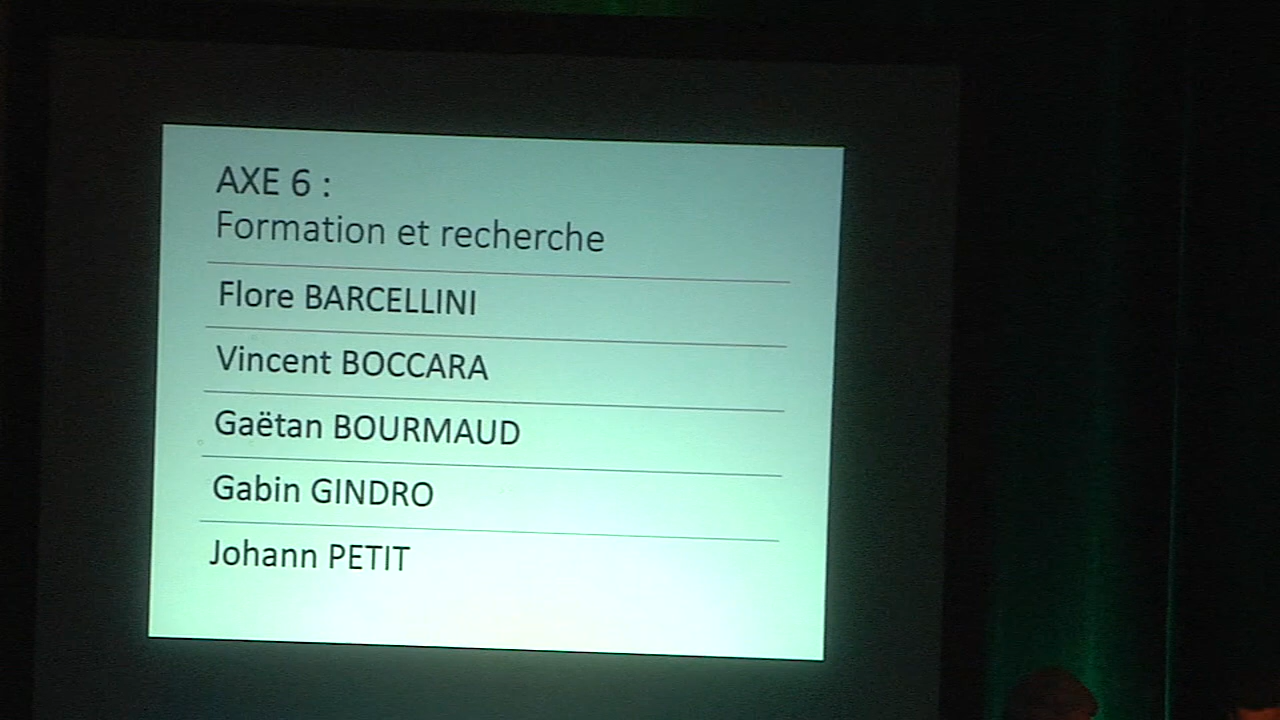 AXE 6 :
Formation et recherche
Flore BARCELLINI
Vincent BOCCARA
Gaëtan BOURMAUD
Gabin GINDRO
Johann PETIT